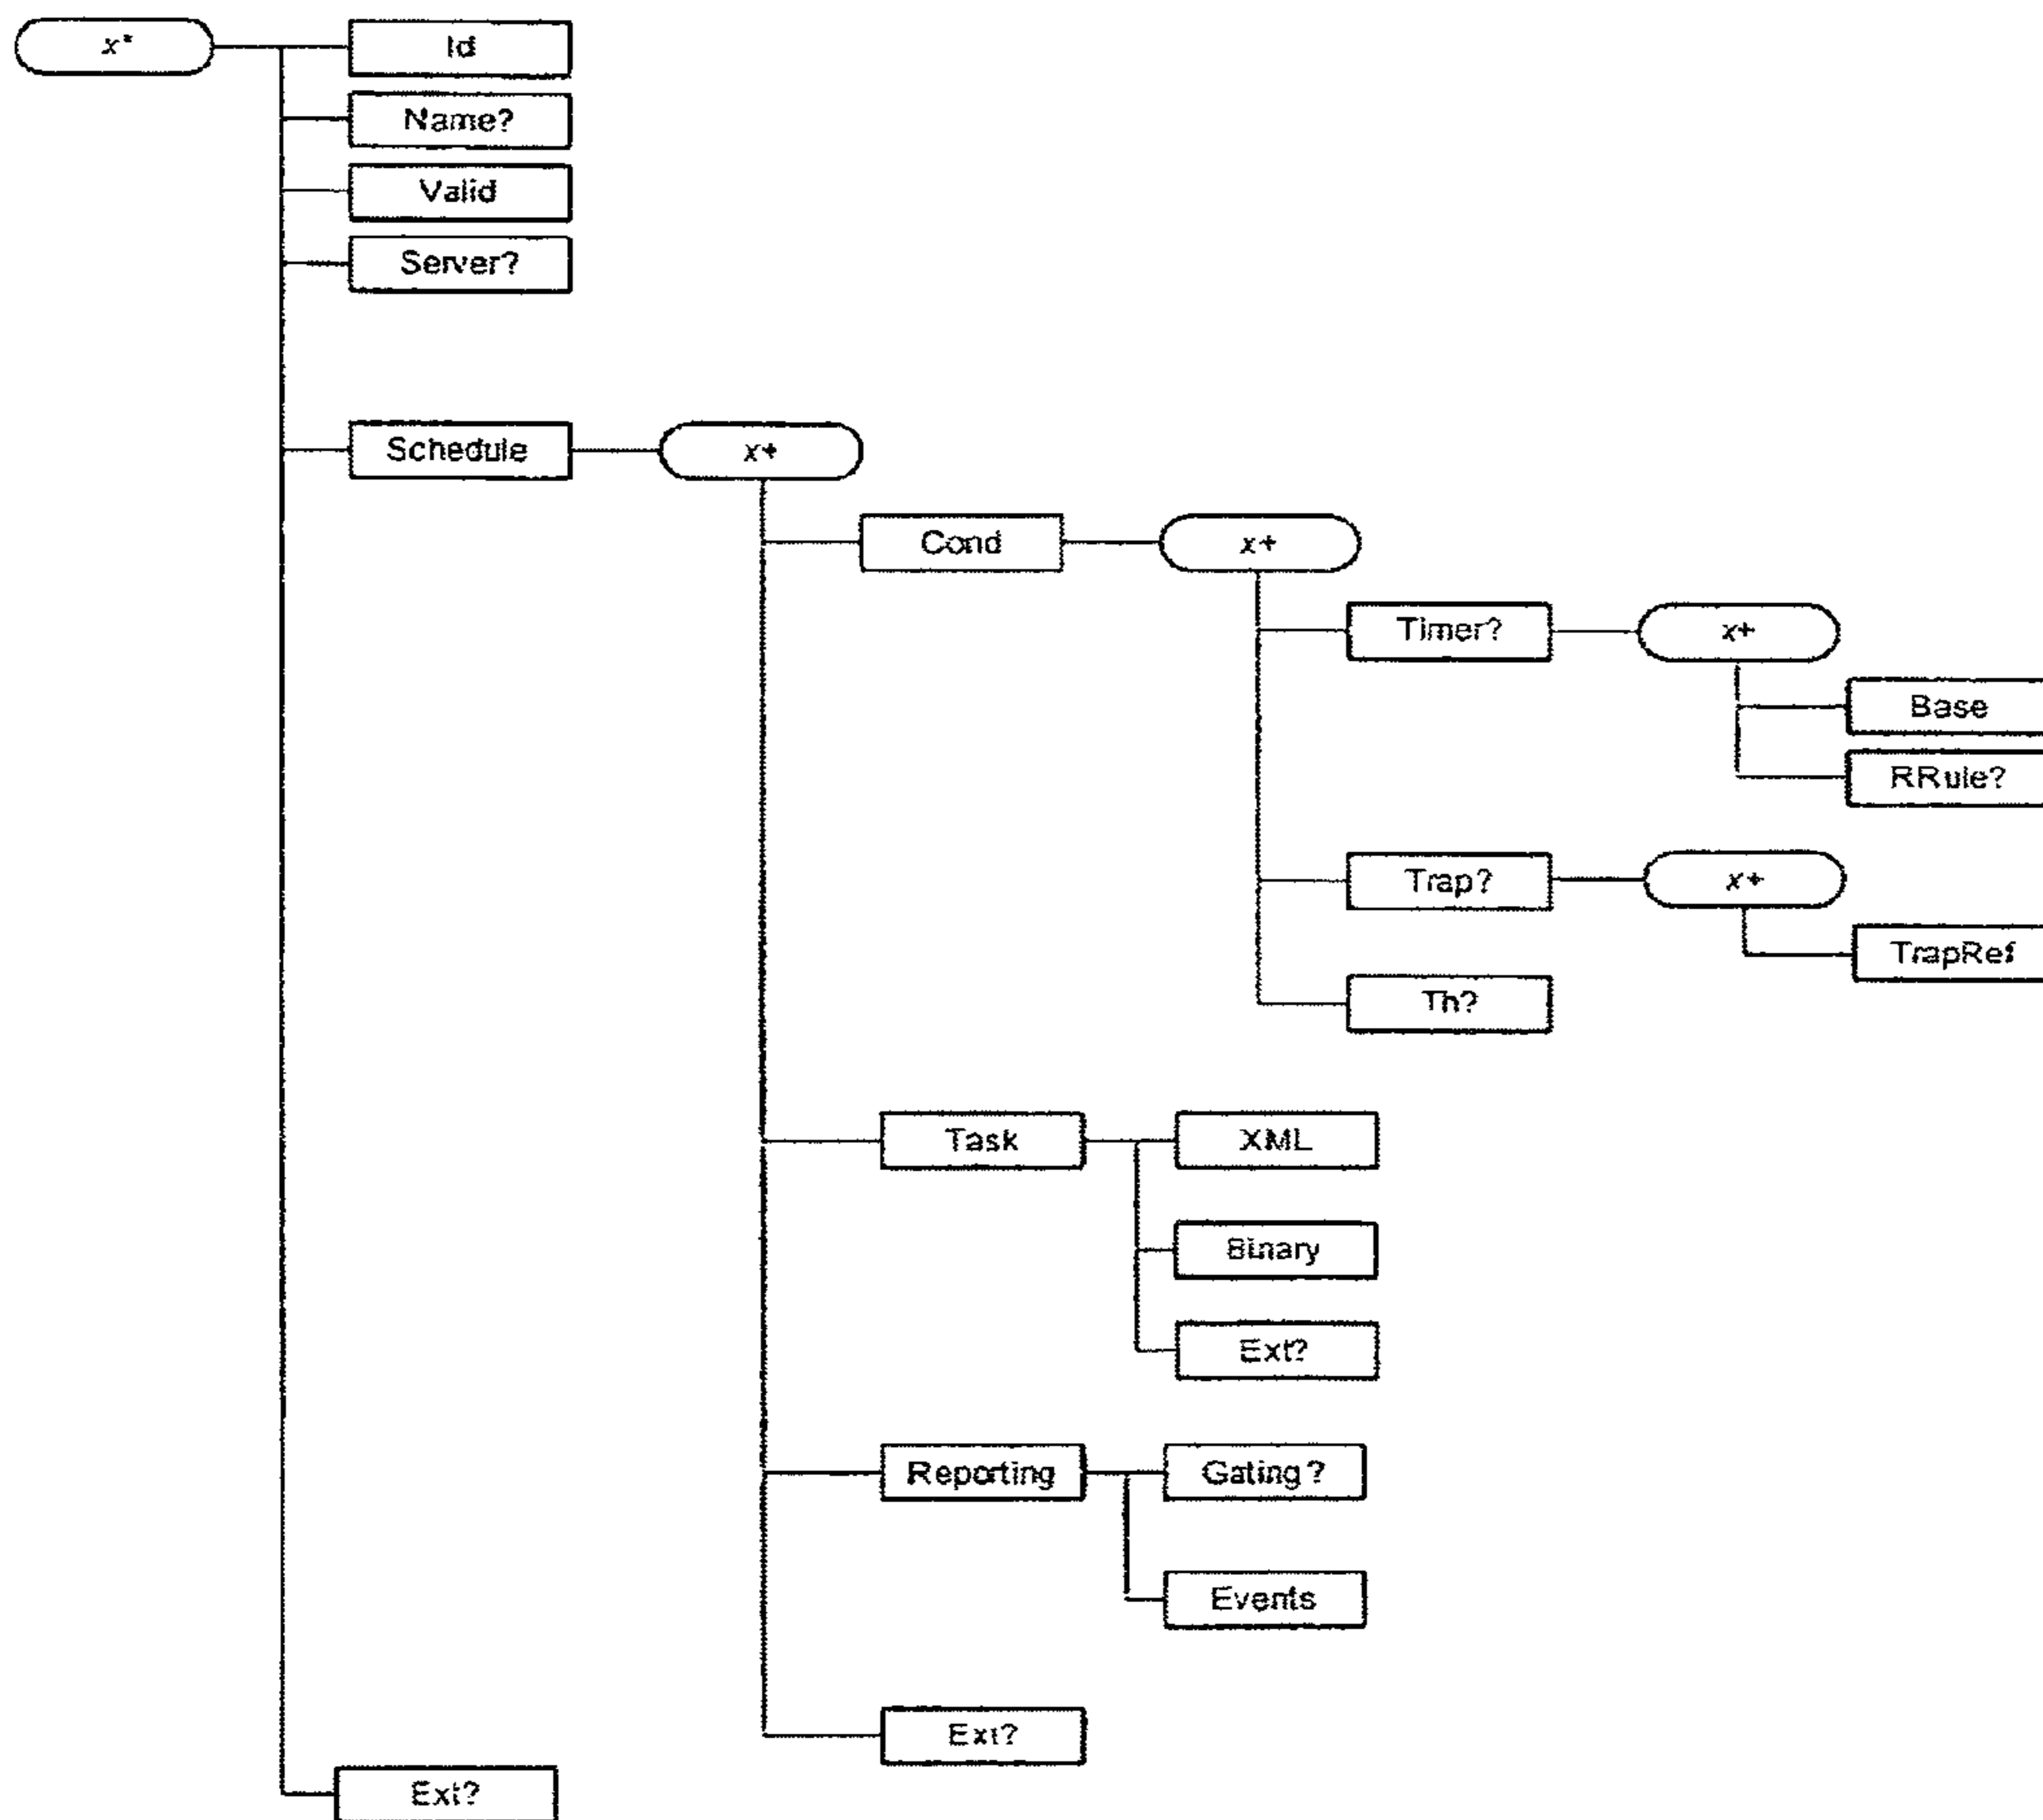 x*
Id
Name?
Valid
Server?
Schedule
x+
Cond
x+
Timer?
x+
Base
RRule?
Trap?
x+
TrapRef
Th?
Task
XML
Binary
Ext?
Reporting
Gating?
Events
Ext?
Ext?